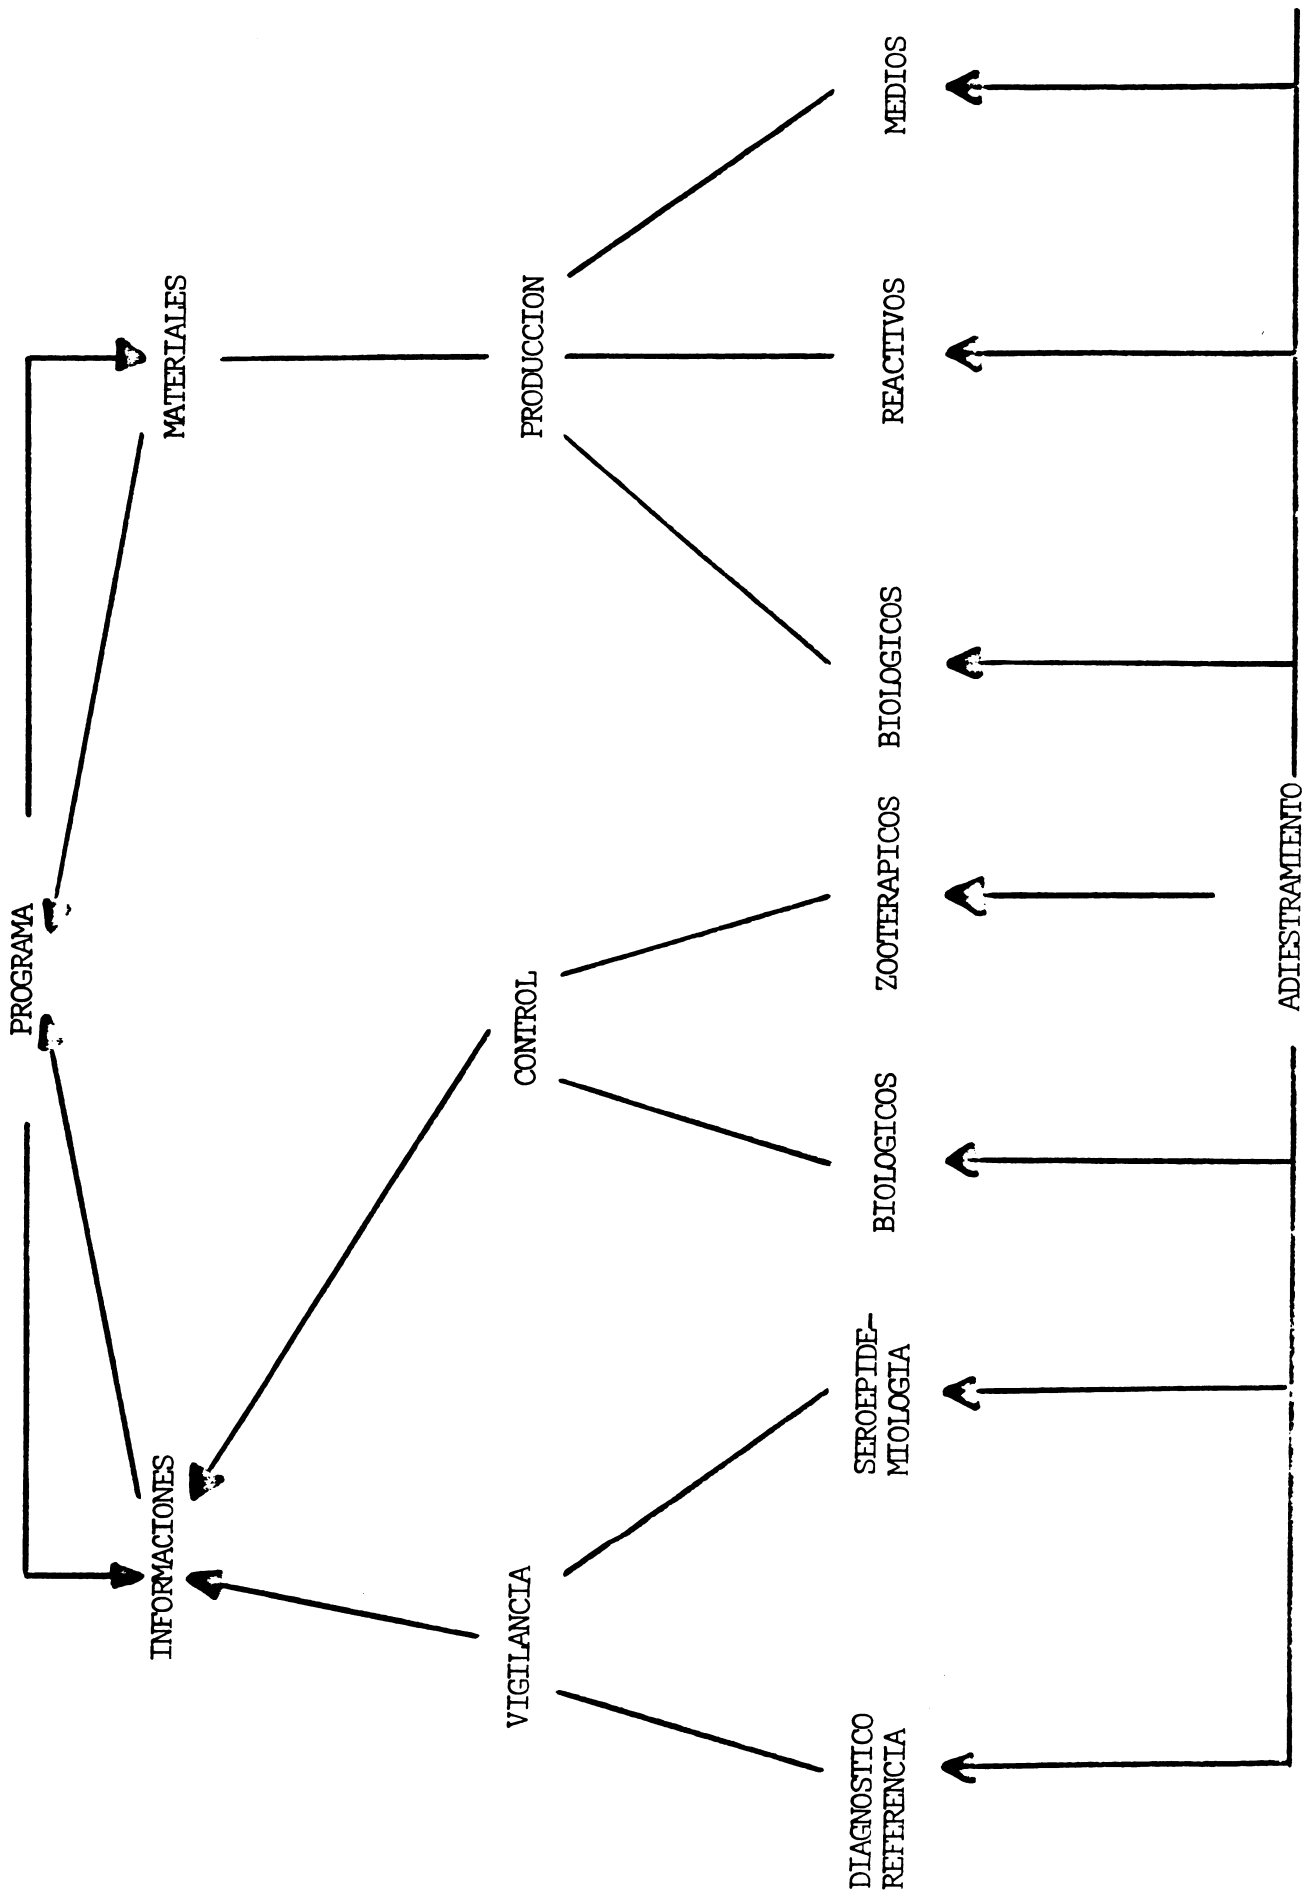 PROGRAMA
INFORMACIONES
MATERIALES
VIGILANCIA
CONTROL
PRODUCCION
DIAGNOSTICO
REFERENCIA
SEROEPIDE-
MIOLOGIA
BIOLOGICOS
ZOOTERAPICOS
BIOLOGICOS
REACTIVOS
MEDIOS
ADIESTRAMIENTO